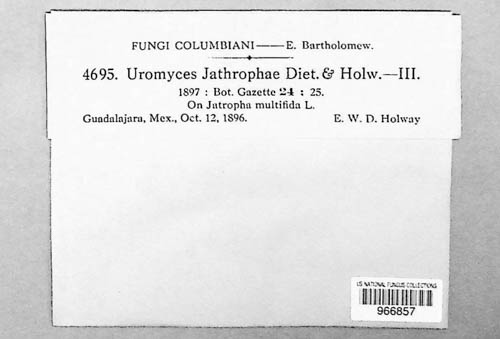 FUNGI COLUMBIANI——E. Bartholomew.
4695. Uromyces Jathrophae Diet. & Holw.—III.
1897 : Bot. Gazette 24 : 25.
On Jatropha multifida L.
Guadalajara, Mex., Oct. 12, 1896. E. W. D. Holway
US NATIONAL FUNGUS COLLECTIONS
966857